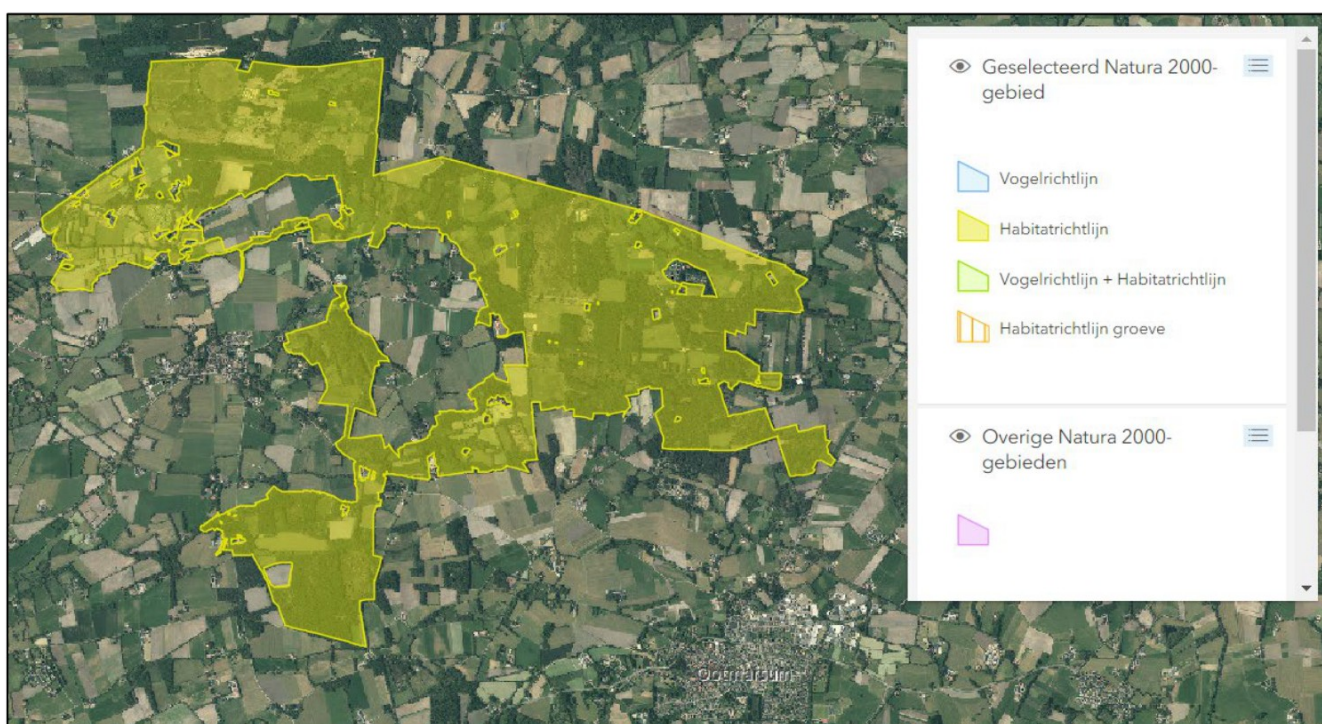 Geselecteerd Natura 2000-
gebied
Vogelrichtlijn
Habitatrichtlijn
Vogelrichtlijn + Habitatrichtlijn
Habitatrichtlijn groeve
Overige Natura 2000-
gebieden
Ootmarsum